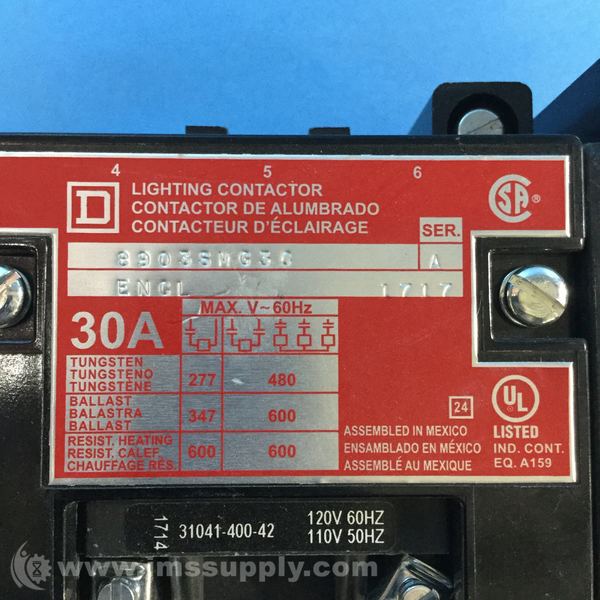 4 5 6
D
LIGHTING CONTACTOR
CONTACTOR DE ALUMBRADO
CONTACTEUR D'ÉCLAIRAGE
SER.
8903SMG3C A
ENCL 1717
SA ®
30A
MAX. V~60Hz
TUNGSTEN
TUNGSTENO
TUNGSTÈNE
277 480
BALLAST
BALASTRA
BALLAST
347 600
RESIST. HEATING
RESIST. CALEF.
CHAUFFAGE RÉS.
600 600
24
ASSEMBLED IN MEXICO
ENSAMBLADO EN MÉXICO
ASSEMBLÉ AU MEXIQUE
UL ®
LISTED
IND. CONT.
EQ. A159
1714
31041-400-42
120V 60HZ
110V 50HZ
© www.imssupply.com